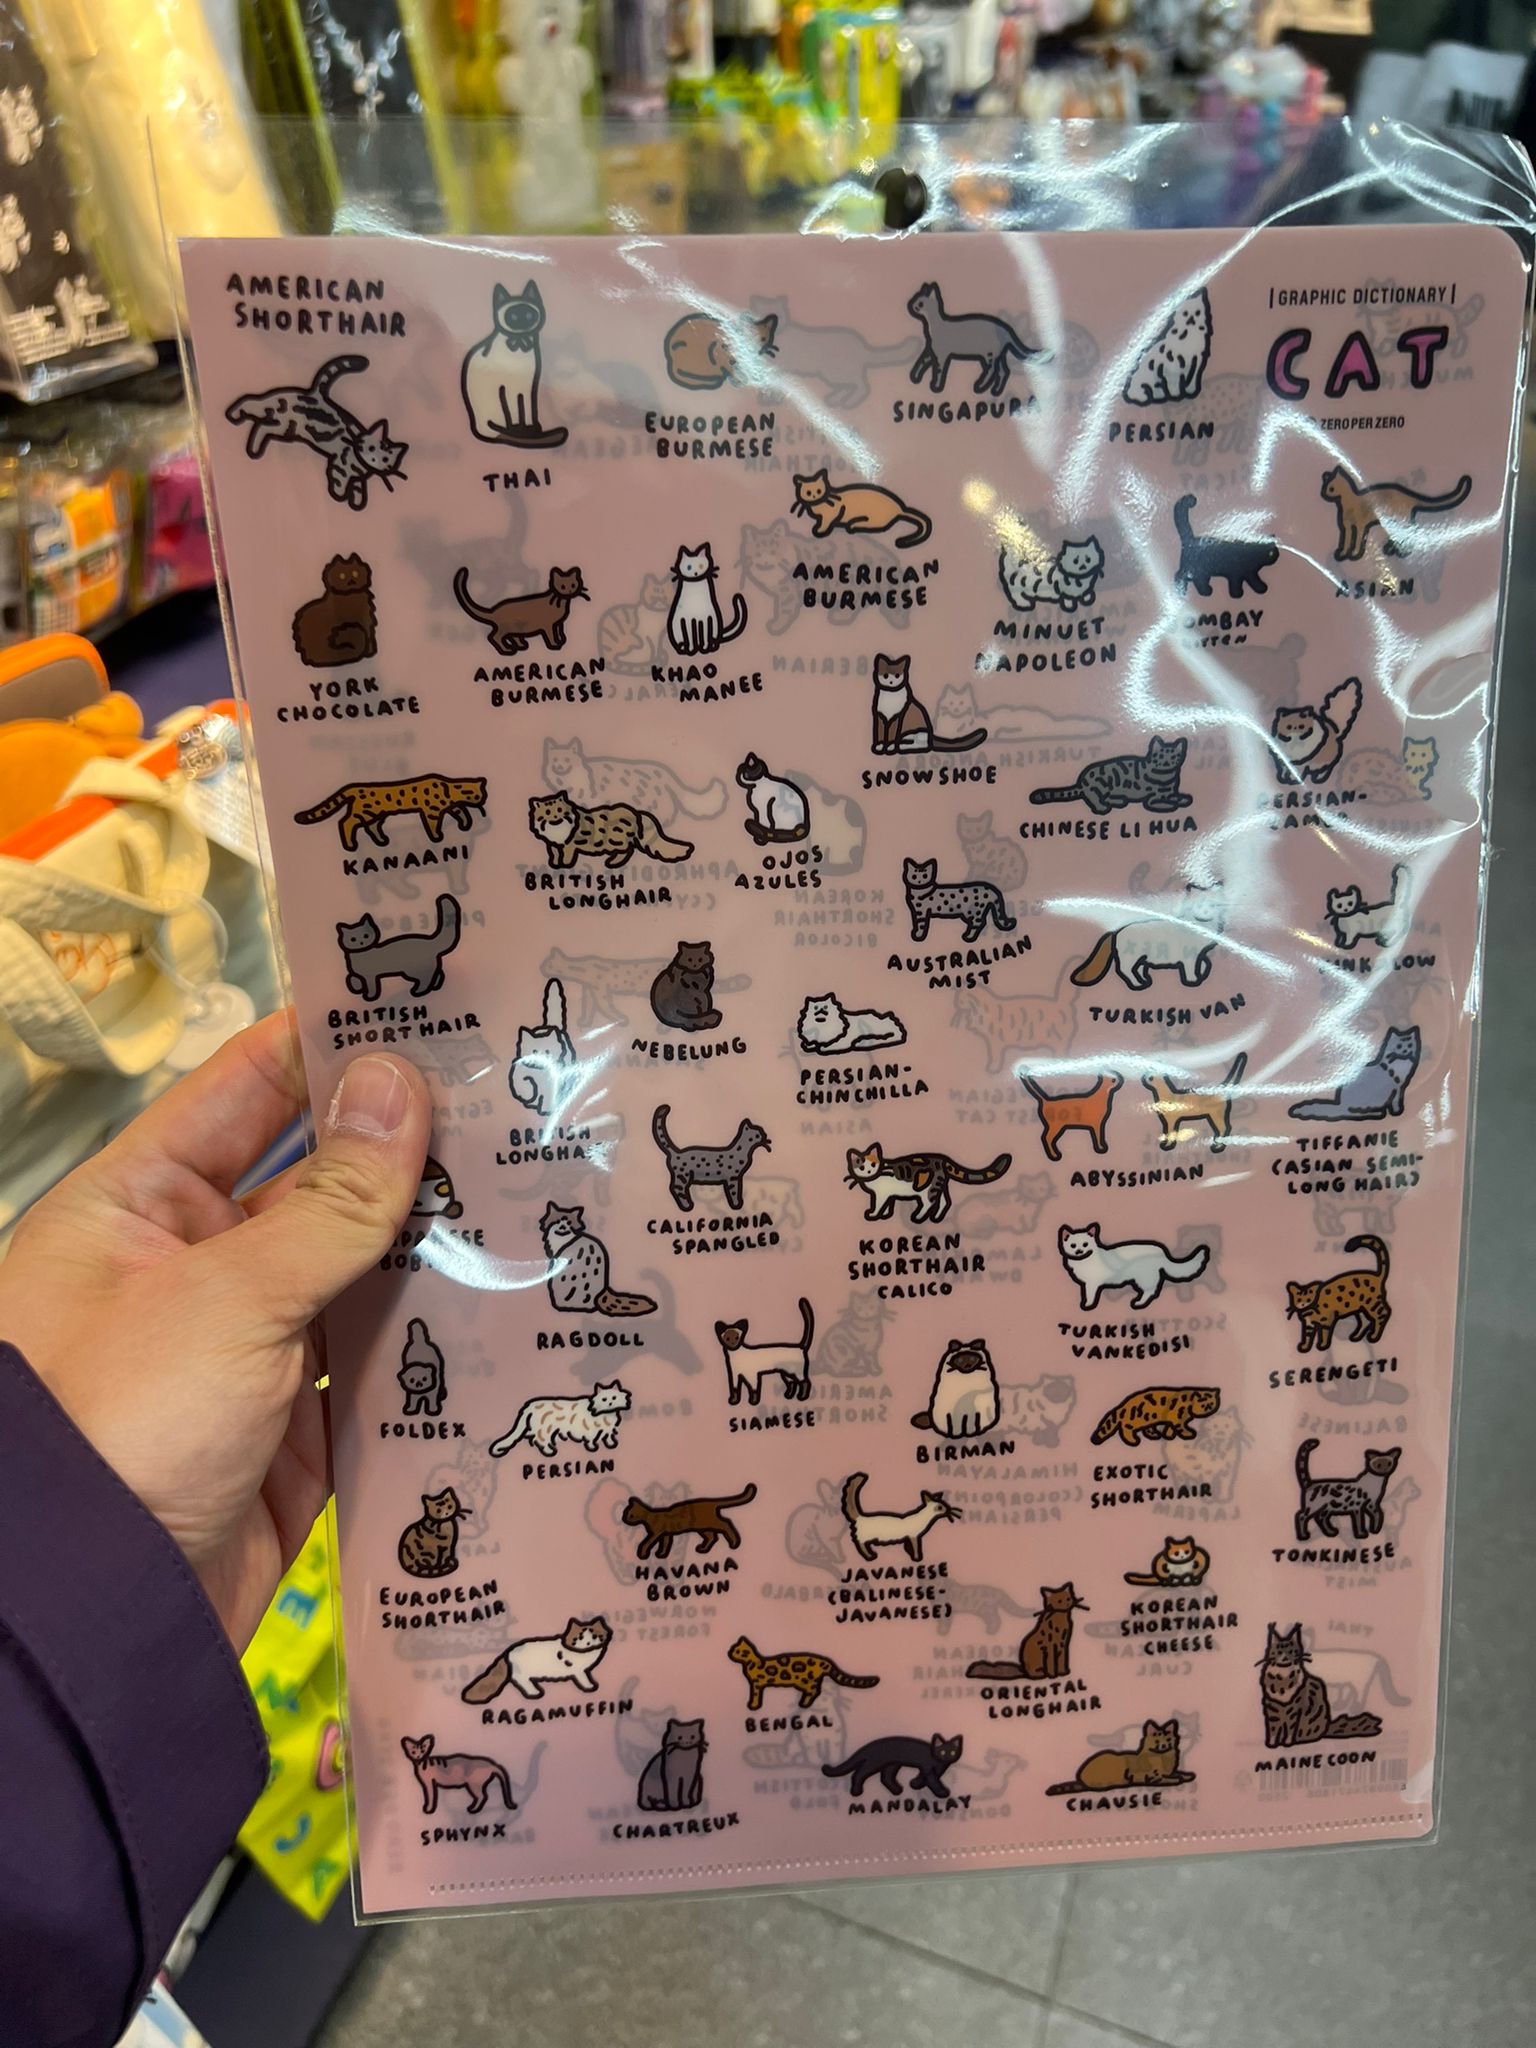 AMERICAN
SHORTHAIR
THAI
EUROPEAN
BURMESE
SINGAPURA
PERSIAN
|GRAPHIC DICTIONARY|
CAT
ZEROPERZERO
YORK
CHOCOLATE
AMERICAN
BURMESE
KHAO
MANEE
AMERICAN
BURMESE
MINUET
NAPOLEON
ASIAN
KANAANI
BRITISH
LONGHAIR
OJOS
AZULES
SNOWSHOE
CHINESE LI HUA
PERSIAN-
BRITISH
SHORTHAIR
NEBELUNG
PERSIAN-
CHINCHILLA
AUSTRALIAN
MIST
TURKISH VAN
BRITISH
CALIFORNIA
SPANGLED
KOREAN
SHORTHAIR
CALICO
ABYSSINIAN
TIFFANIE
(ASIAN SEMI-
LONG HAIR)
RAGDOLL
SIAMESE
TURKISH
VANKEDISI
SERENGETI
FOLDEX
PERSIAN
BIRMAN
EXOTIC
SHORTHAIR
TONKINESE
EUROPEAN
SHORTHAIR
HAVANA
BROWN
JAVANESE
(BALINESE-
JAVANESE)
KOREAN
SHORTHAIR
CHEESE
RAGAMUFFIN
BENGAL
ORIENTAL
LONGHAIR
MAINE COON
SPHYNX
CHARTREUX
MANDALAY
CHAUSIE